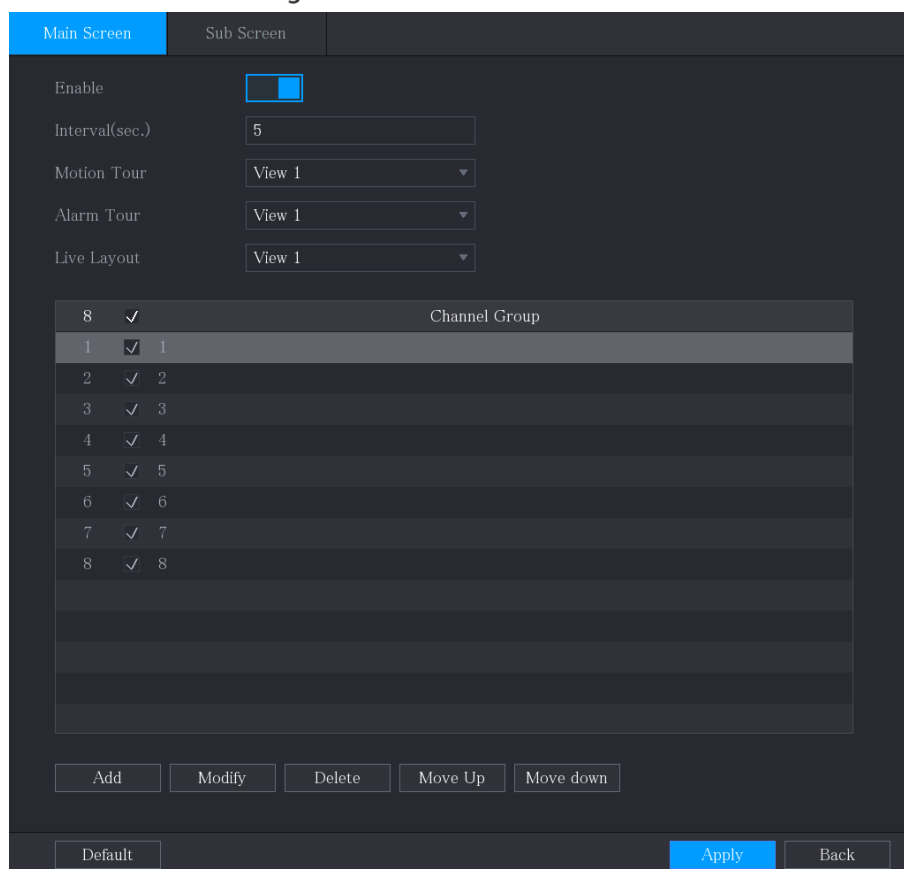 Main Screen Sub Screen
Enable
Interval(sec.) 5
Motion Tour View 1
Alarm Tour View 1
Live Layout View 1
8 Channel Group
1 1
2 2
3 3
4 4
5 5
6 6
7 7
8 8
Add Modify Delete Move Up Move down
Default Apply Back